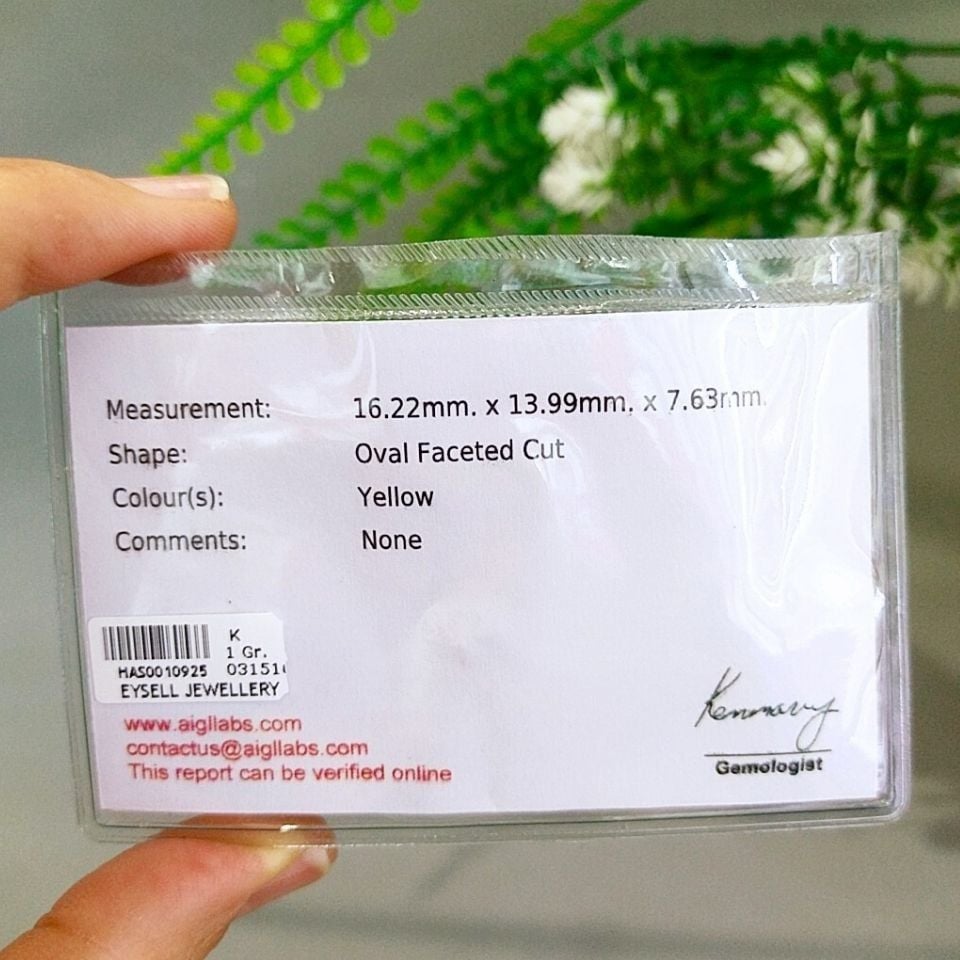 Measurement: 16.22mm. x 13.99mm. x 7.63mm.
Shape: Oval Faceted Cut
Colour(s): Yellow
Comments: None
K
1 Gr.
HAS0010925 03151
EYSELL JEWELLERY
www.aigllabs.com
contactus@aigllabs.com
This report can be verified online
Gemologist